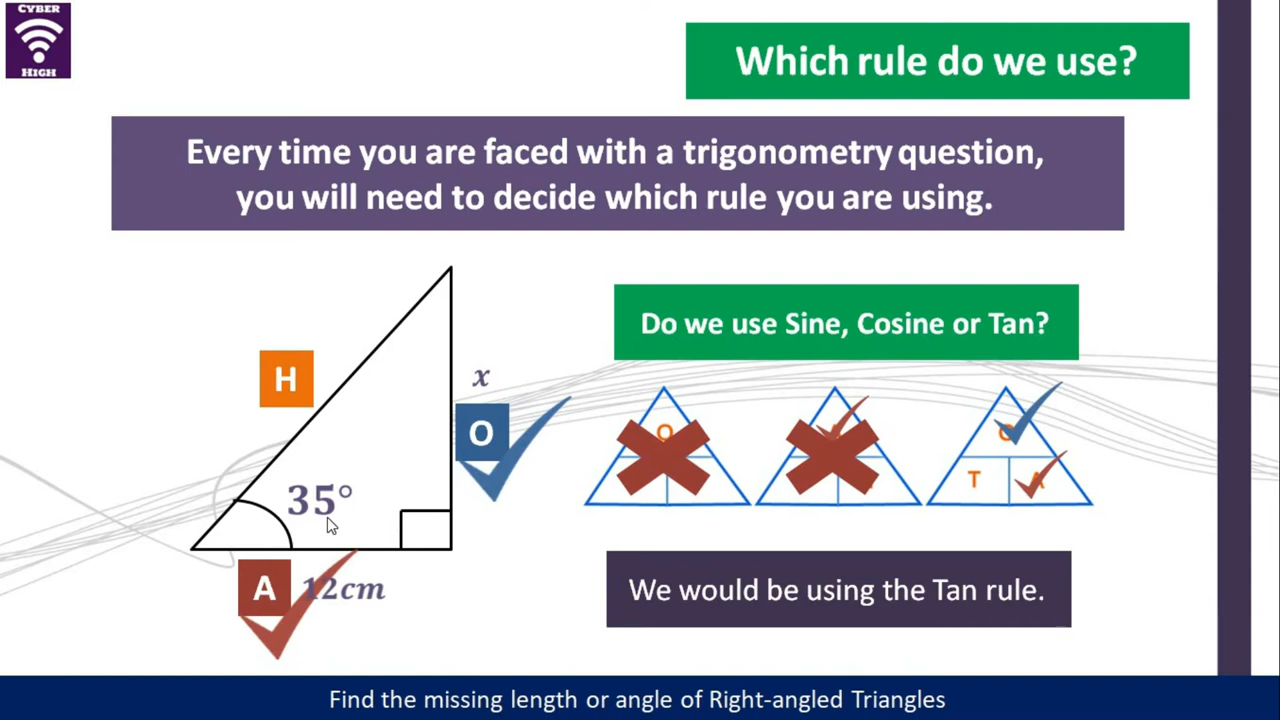 CYBER
HIGH
Which rule do we use?
Every time you are faced with a trigonometry question,
you will need to decide which rule you are using.
Do we use Sine, Cosine or Tan?
H
x
O
35°
A
12cm
O
T
We would be using the Tan rule.
Find the missing length or angle of Right-angled Triangles